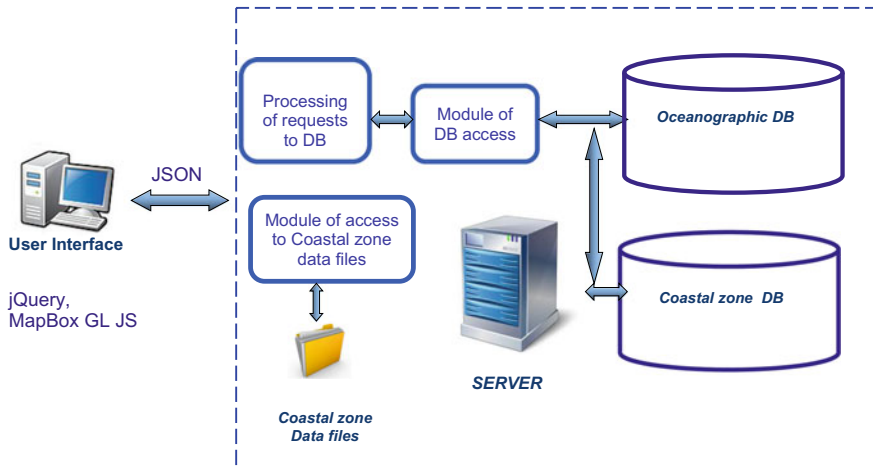 Processing
of requests
to DB
Module of
DB access
Oceanographic DB
JSON
User Interface
Module of access
to Coastal zone
data files
jQuery,
MapBox GL JS
Coastal zone DB
SERVER
Coastal zone
Data files